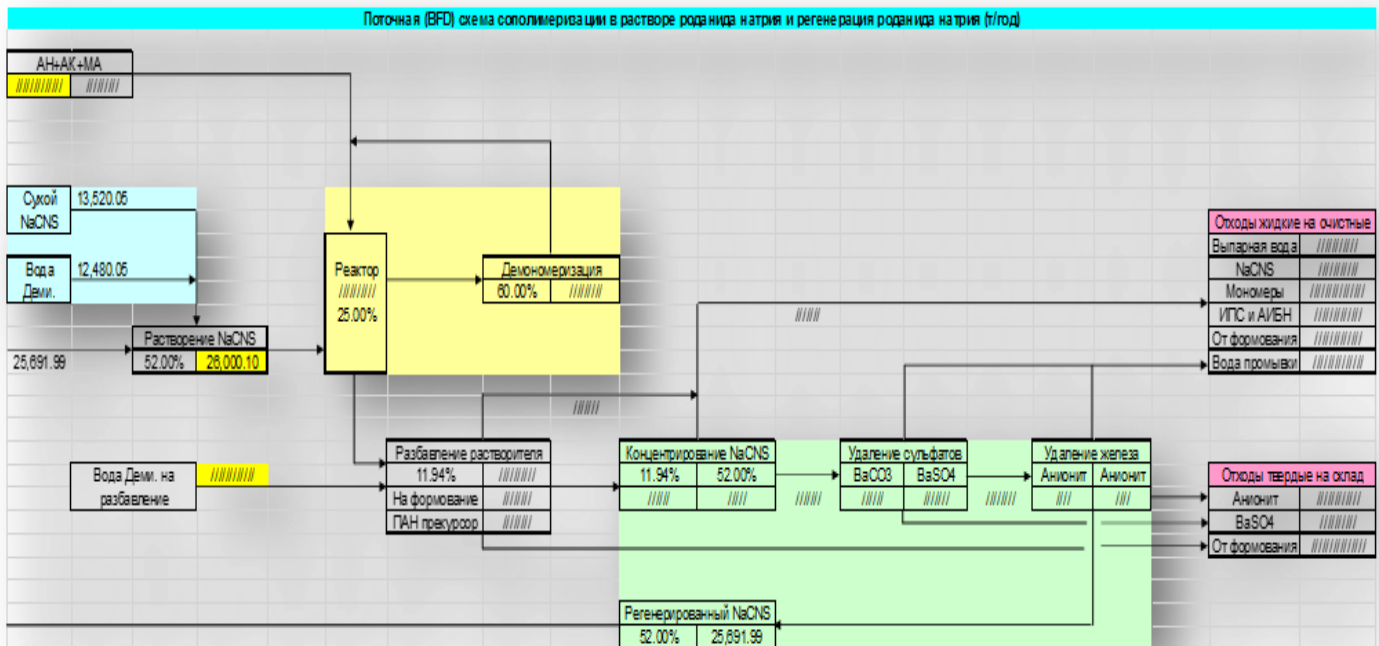 Поточная (BFD) схема сополимеризации в растворе роданида натрия и регенерация роданида натрия (т/год)
АН+АК+МА
///////////// /////////
Сухой NaCNS 13,520.05
Вода Деми. 12,480.05
Реактор
//////////
25.00%
Демономеризация
60.00% /////////
Растворение NaCNS
25,691.99 52.00% 26,000.10
Отходы жидкие на очистные
Выпарная вода ///////////
NaCNS ///////////
Мономеры ///////////////
ИПС и АИБН /////////////
От формования /////////////
Вода промывки //////////////
///////
///////
Вода Деми. на разбавление ////////////
Разбавление растворителя
11.94% //////////
На формование ////////
ПАН прекурсор /////////
Концентрирование NaCNS
11.94% 52.00%
////// /////
///////
Удаление сульфатов
BaCO3 BaSO4
////// ////////
////////
Удаление железа
Анионит Анионит
//// ////
Отходы твердые на склад
Анионит ////////////
BaSO4 //////////
От формования ///////////////
Регенерированный NaCNS
52.00% 25,691.99